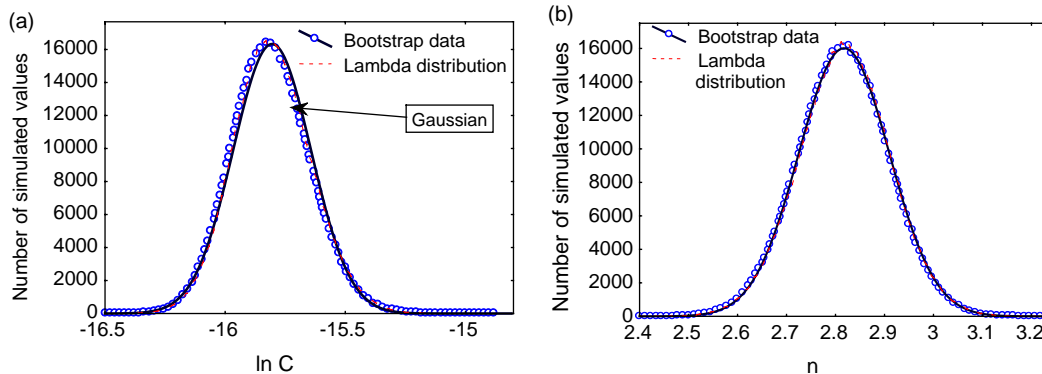 (a)
Number of simulated values
16000
14000
12000
10000
8000
6000
4000
2000
0
-16.5
-16
-15.5
-15
ln C
Bootstrap data
Lambda distribution
Gaussian
(b)
Number of simulated values
16000
14000
12000
10000
8000
6000
4000
2000
0
2.4
2.5
2.6
2.7
2.8
2.9
3
3.1
3.2
n
Bootstrap data
Lambda
distribution